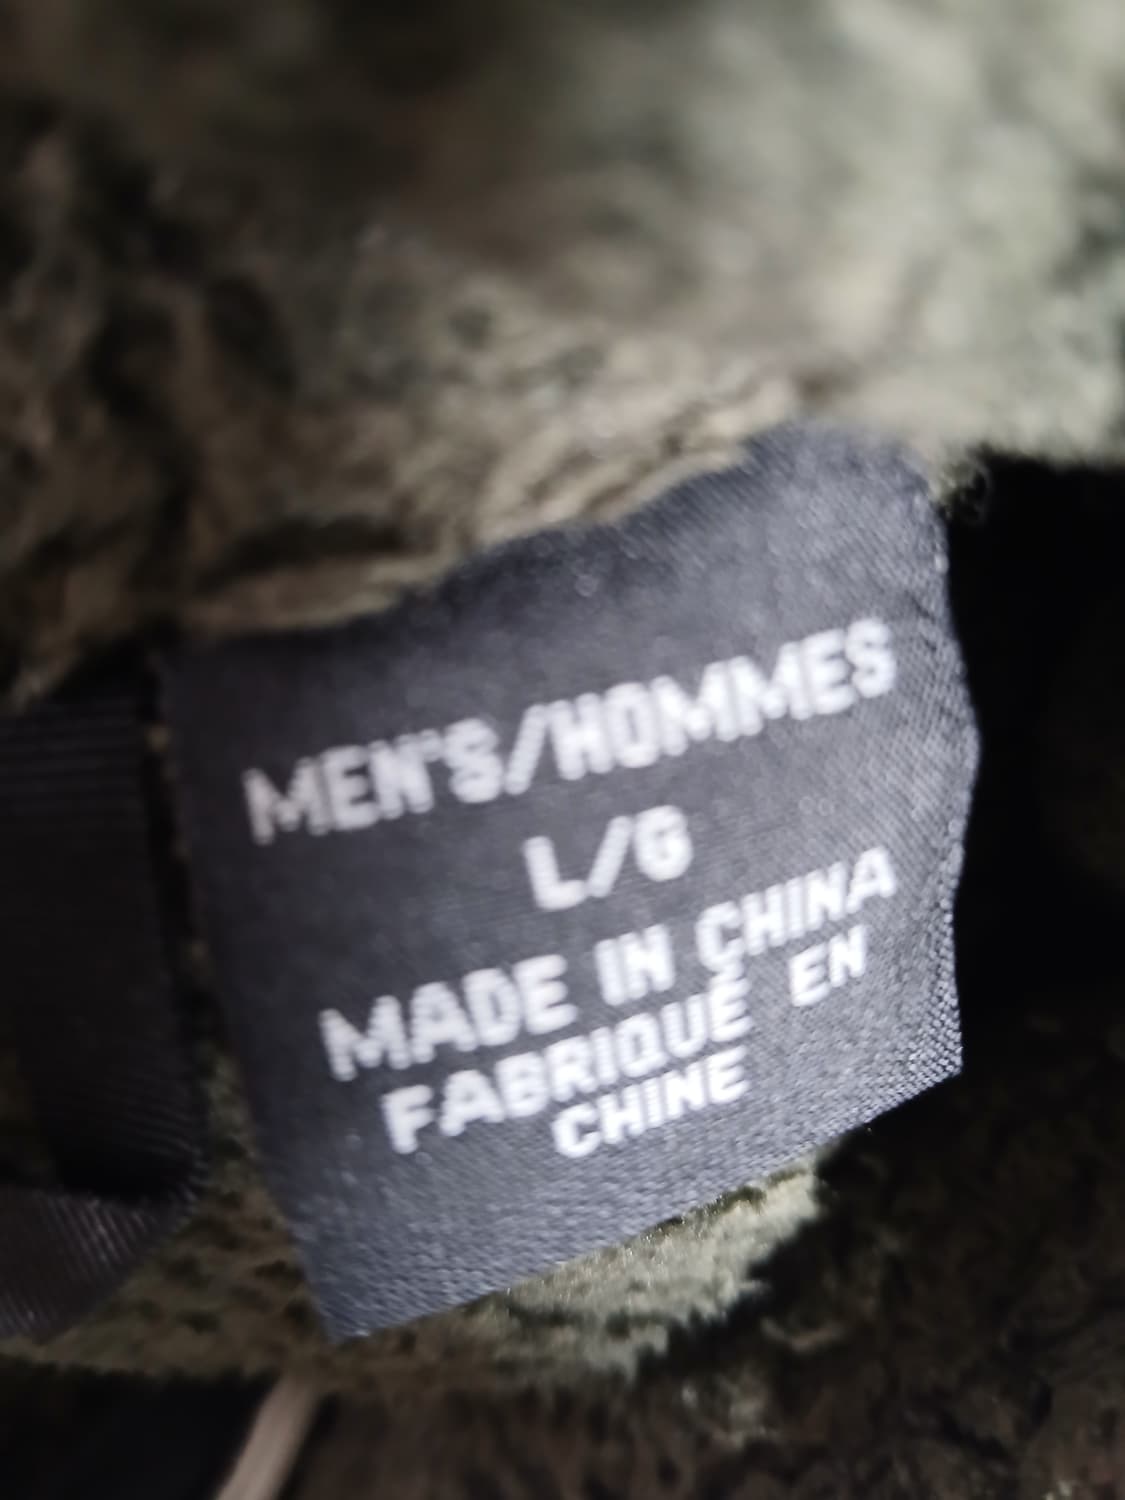 MEN'S/HOMMES
L/G
MADE IN CHINA
FABRIQUÉ EN
CHINE